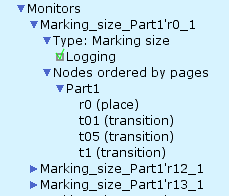 Monitors
Marking_size_Part1'r0_1
Type: Marking size
Logging
Nodes ordered by pages
Part1
r0 (place)
t01 (transition)
t05 (transition)
t1 (transition)
Marking_size_Part1'r12_1
Marking_size_Part1'r13_1